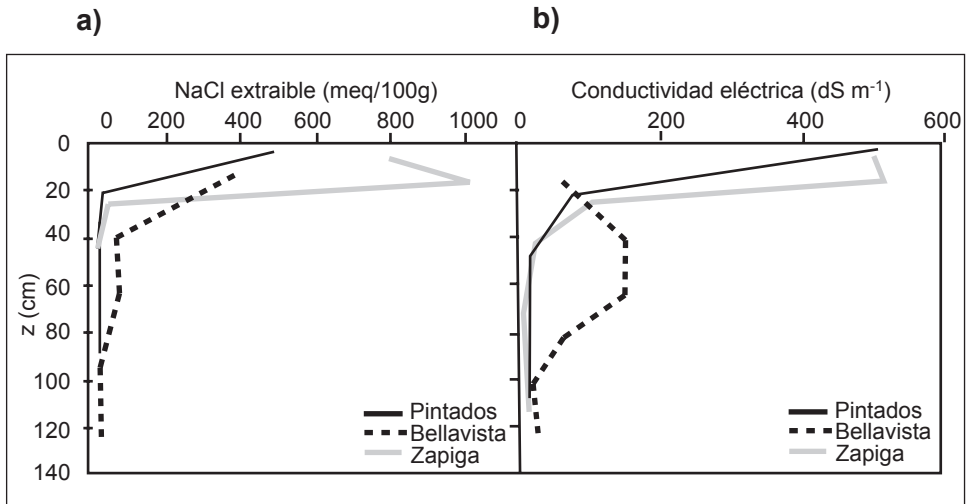 a)
b)
NaCl extraible (meq/100g)
0 200 400 600 800 1000
Conductividad eléctrica (dS m-1)
0 200 400 600
0
20
40
60
80
100
120
140
z (cm)
Pintados
Bellavista
Zapiga
Pintados
Bellavista
Zapiga